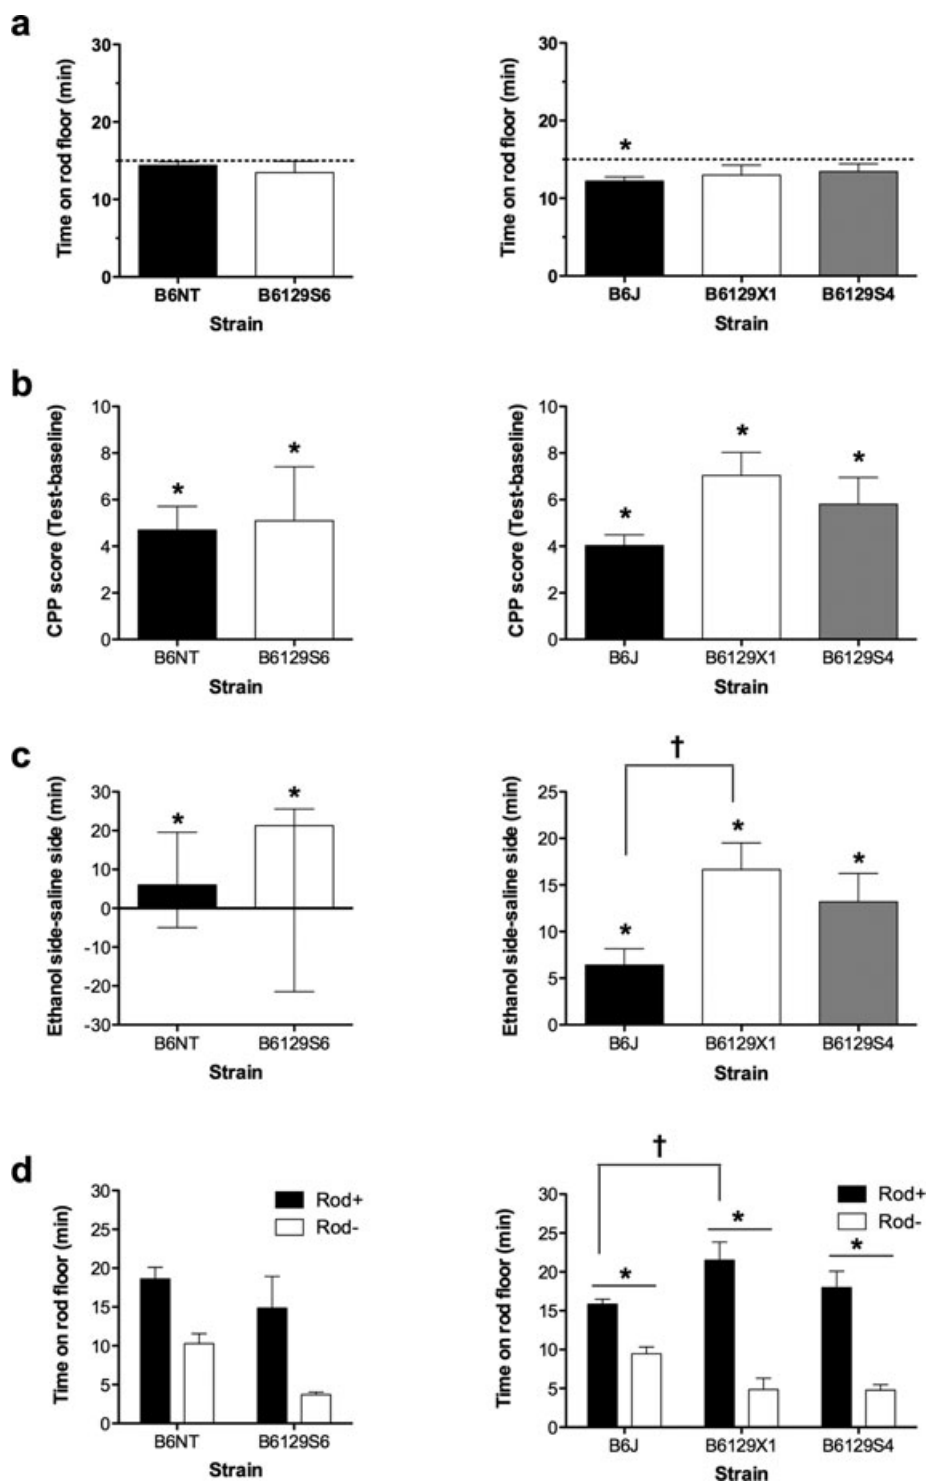 a
Time on rod floor (min)
30
20
10
0
B6NT B6129S6
Strain
Time on rod floor (min)
30
20
10
0
*
B6J B6129X1 B6129S4
Strain
b
CPP score (Test-baseline)
10
8
6
4
2
0
* *
B6NT B6129S6
Strain
CPP score (Test-baseline)
10
8
6
4
2
0
* * *
B6J B6129X1 B6129S4
Strain
c
Ethanol side-saline side (min)
30
20
10
0
-10
-20
-30
* *
B6NT B6129S6
Strain
Ethanol side-saline side (min)
25
20
15
10
5
0
†
* * *
B6J B6129X1 B6129S4
Strain
d
Time on rod floor (min)
30
25
20
15
10
5
0
Rod+
Rod-
B6NT B6129S6
Strain
Time on rod floor (min)
30
25
20
15
10
5
0
†
Rod+
Rod-
* * *
B6J B6129X1 B6129S4
Strain